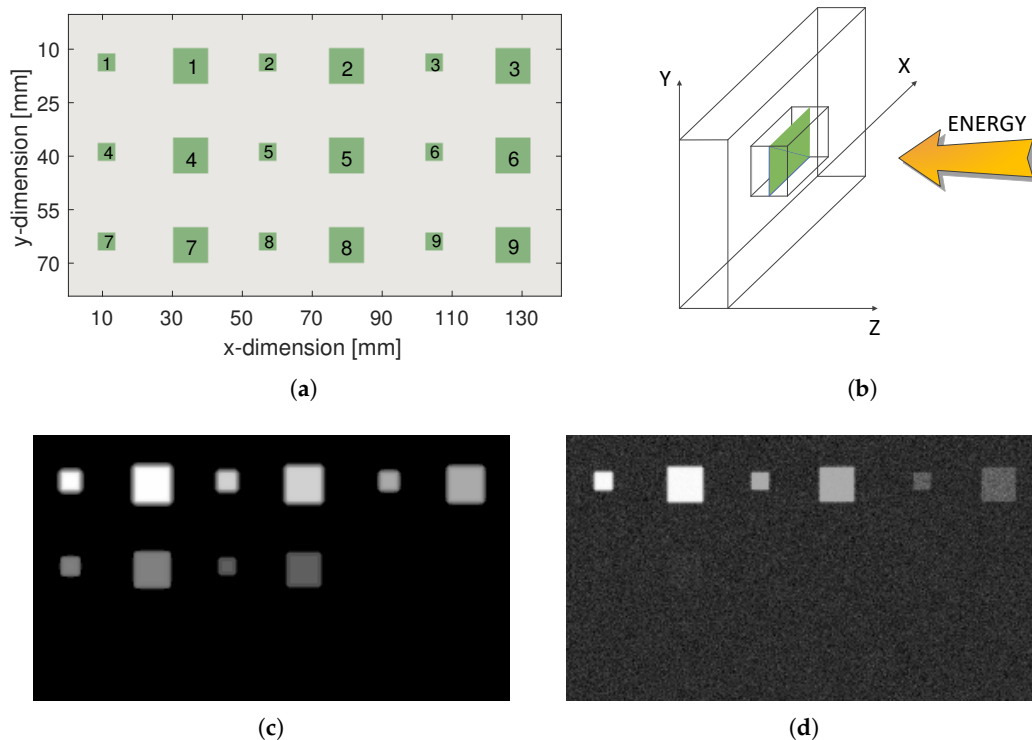 10
25
40
55
70
y-dimension [mm]
1 1 2 2 3 3
4 4 5 5 6 6
7 7 8 8 9 9
10 30 50 70 90 110 130
x-dimension [mm]
(a)
Y
X
ENERGY
Z
(b)
(c)
(d)